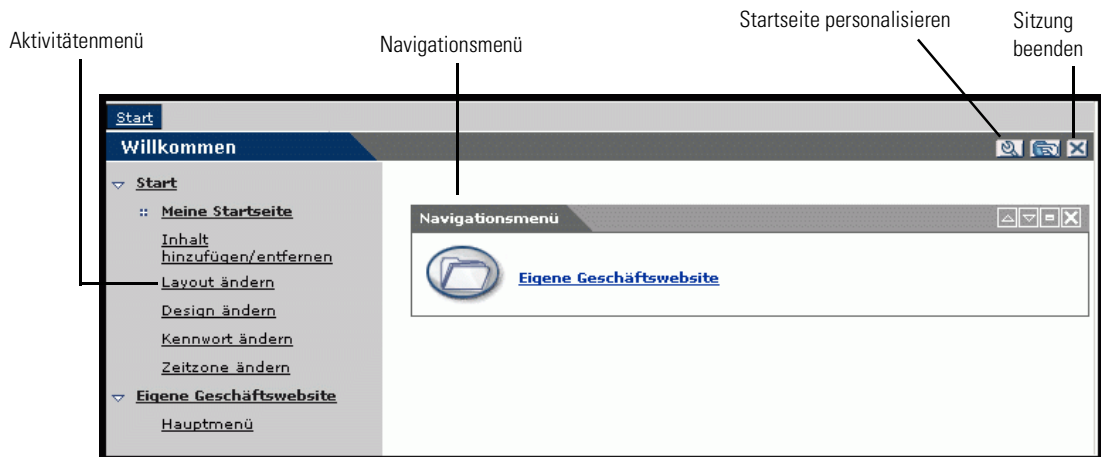 Startseite personalisieren
Sitzung
beenden
Aktivitätenmenü
Navigationsmenü
Start
Willkommen
Start
Meine Startseite
Inhalt
hinzufügen/entfernen
Layout ändern
Design ändern
Kennwort ändern
Zeitzone ändern
Eigene Geschäftswebsite
Hauptmenü
Navigationsmenü
Eigene Geschäftswebsite